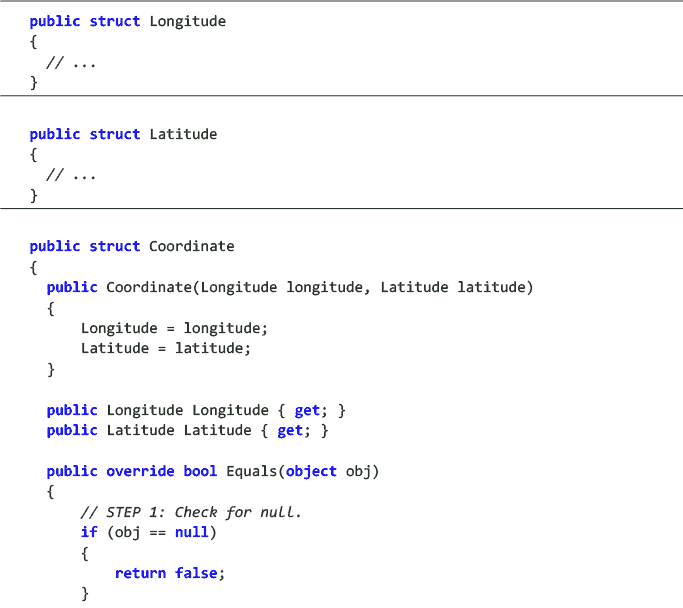 public struct Longitude
{
  // ...
}
public struct Latitude
{
  // ...
}
public struct Coordinate
{
  public Coordinate(Longitude longitude, Latitude latitude)
  {
      Longitude = longitude;
      Latitude = latitude;
  }
  public Longitude Longitude { get; }
  public Latitude Latitude { get; }
  public override bool Equals(object obj)
  {
      // STEP 1: Check for null.
      if (obj == null)
      {
          return false;
      }